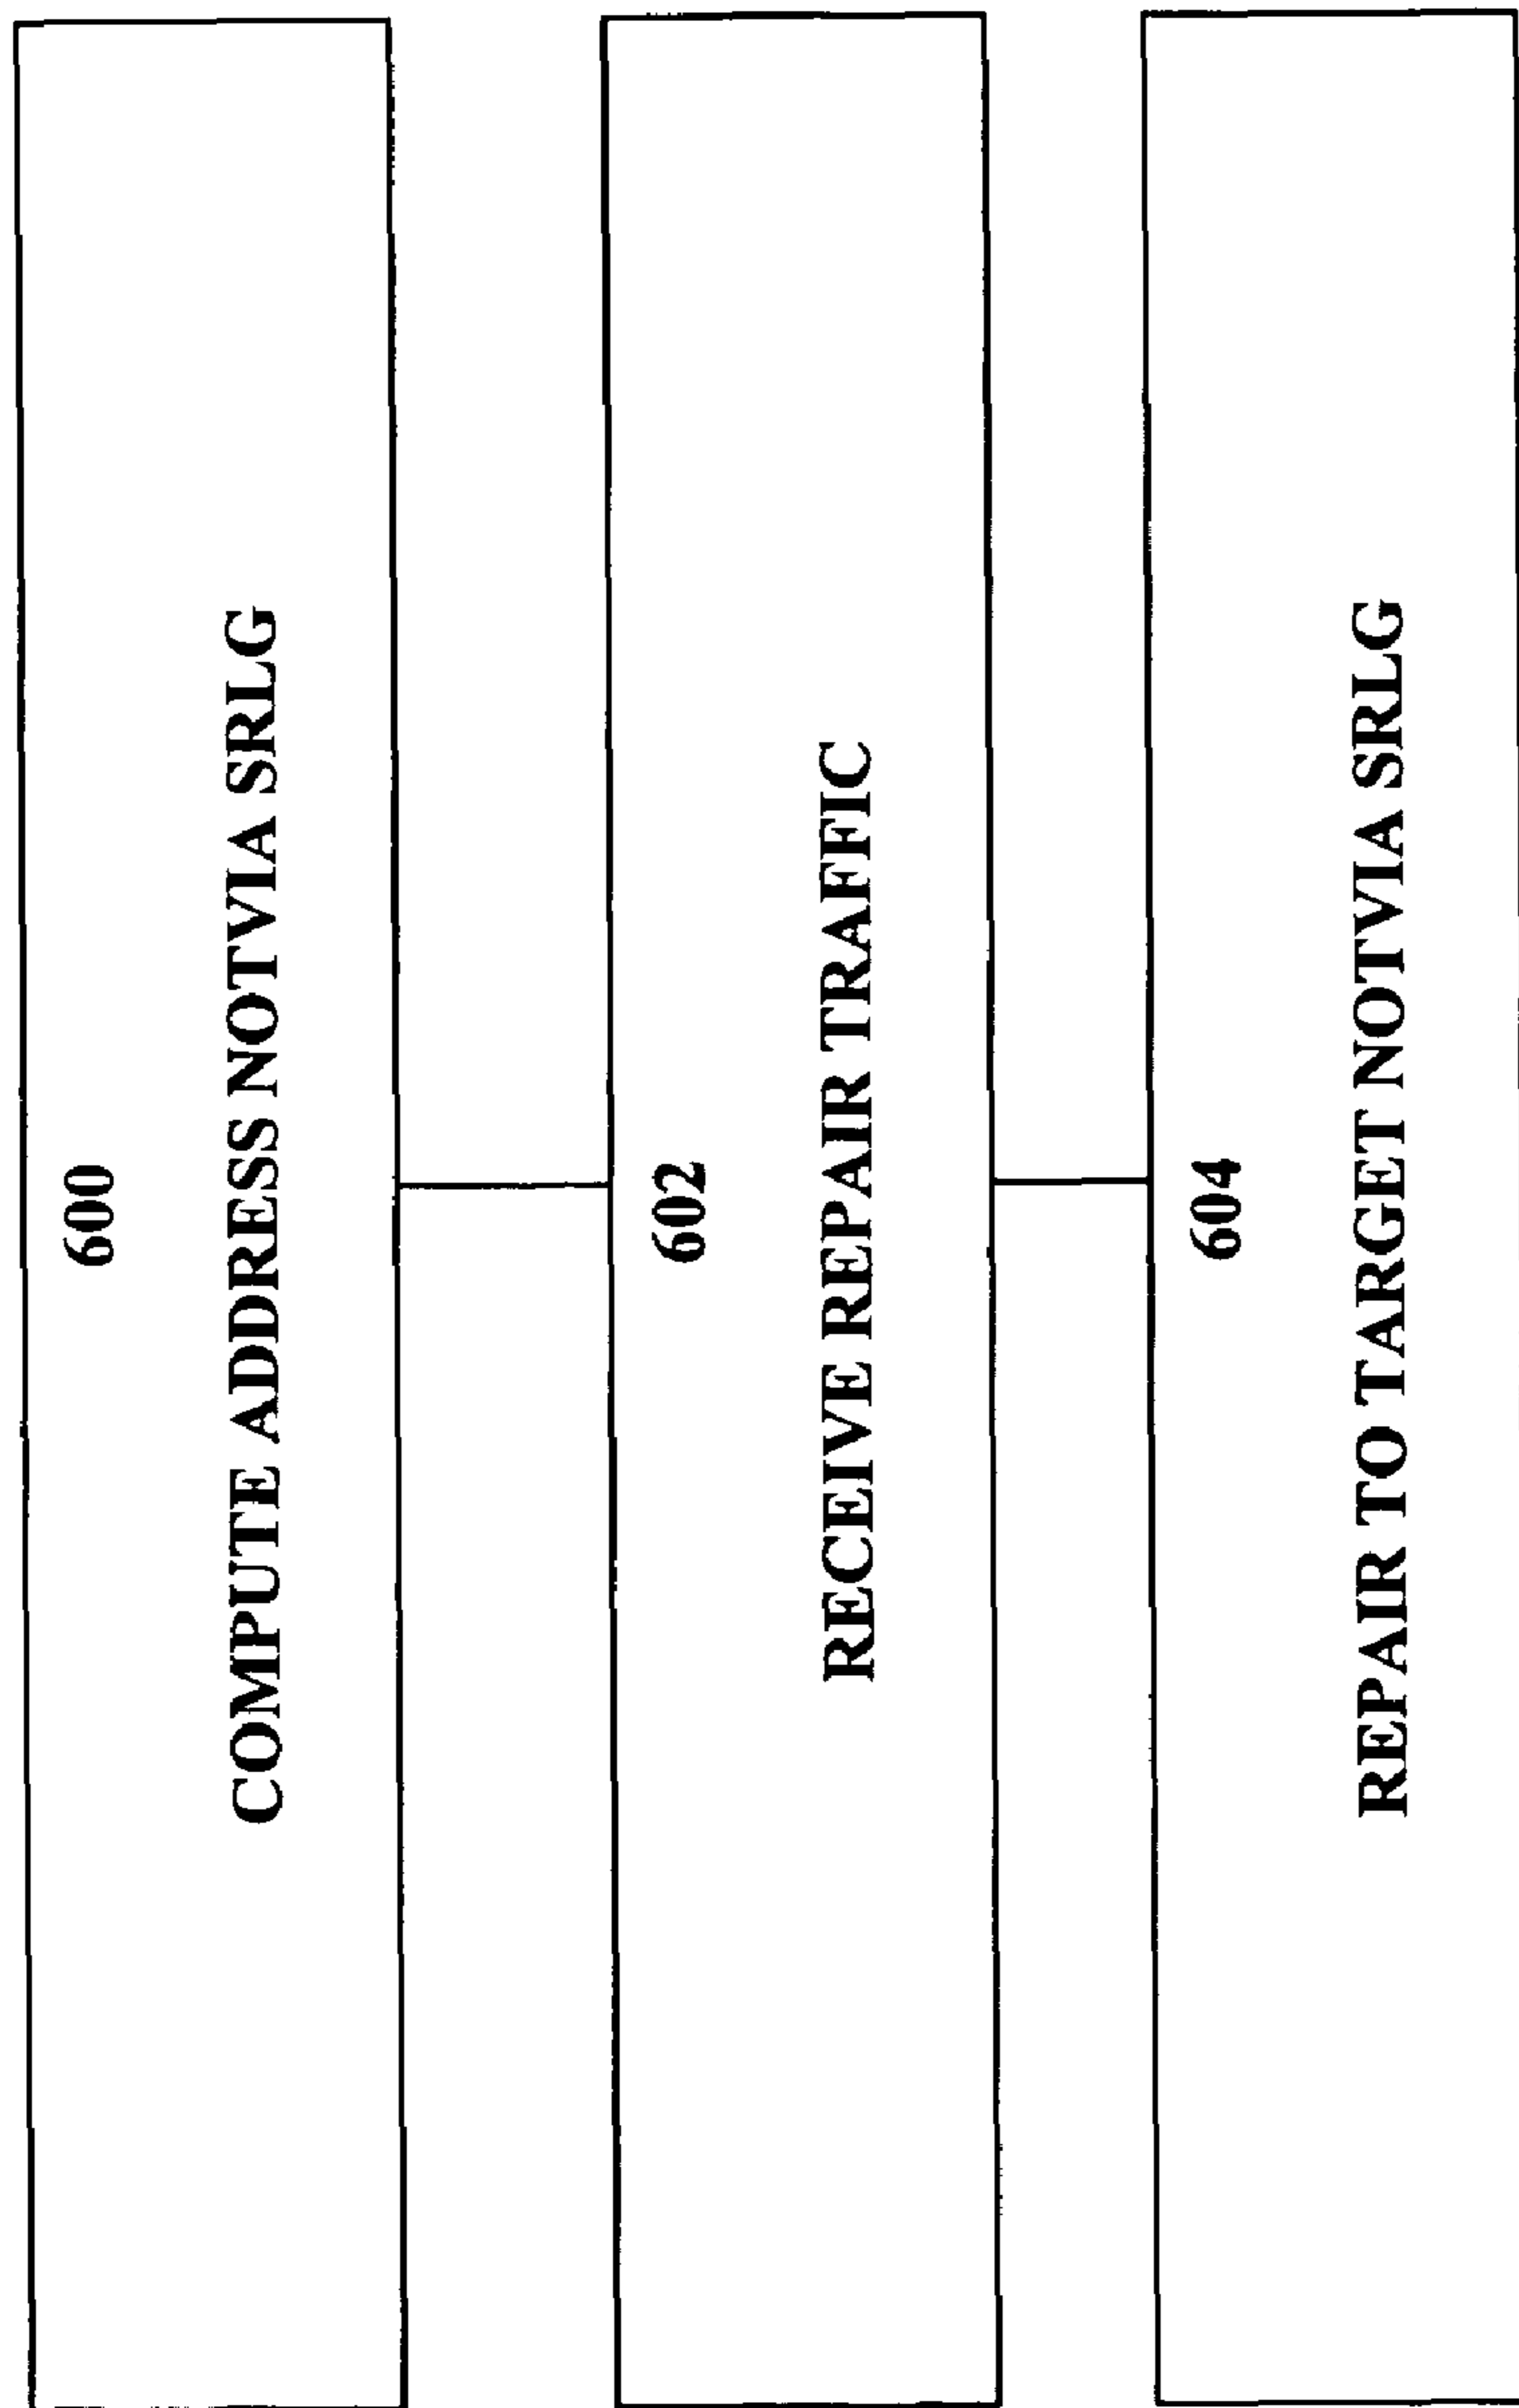 600
COMPUTE ADDRESS NOTVIA SRLG
602
RECEIVE REPAIR TRAFFIC
604
REPAIR TO TARGET NOTVIA SRLG